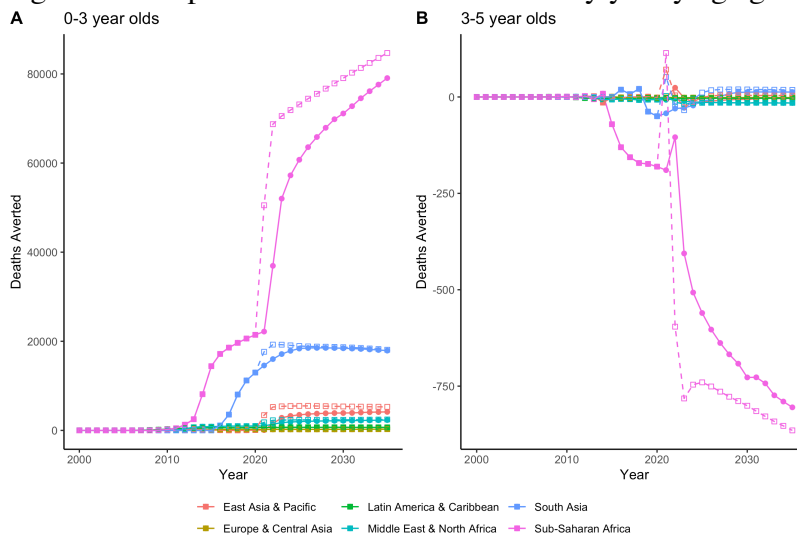 A 0-3 year olds
B 3-5 year olds
Deaths Averted
80000
60000
40000
20000
0
2000 2010 2020 2030
Year
Deaths Averted
0
-250
-500
-750
2000 2010 2020 2030
Year
East Asia & Pacific Latin America & Caribbean South Asia
Europe & Central Asia Middle East & North Africa Sub-Saharan Africa